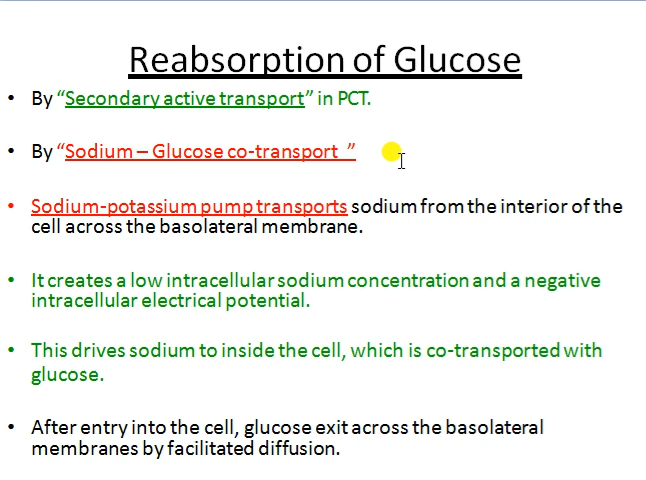 Reabsorption of Glucose
• By “Secondary active transport” in PCT.
• By “Sodium – Glucose co-transport ”
• Sodium-potassium pump transports sodium from the interior of the
cell across the basolateral membrane.
• It creates a low intracellular sodium concentration and a negative
intracellular electrical potential.
• This drives sodium to inside the cell, which is co-transported with
glucose.
• After entry into the cell, glucose exit across the basolateral
membranes by facilitated diffusion.